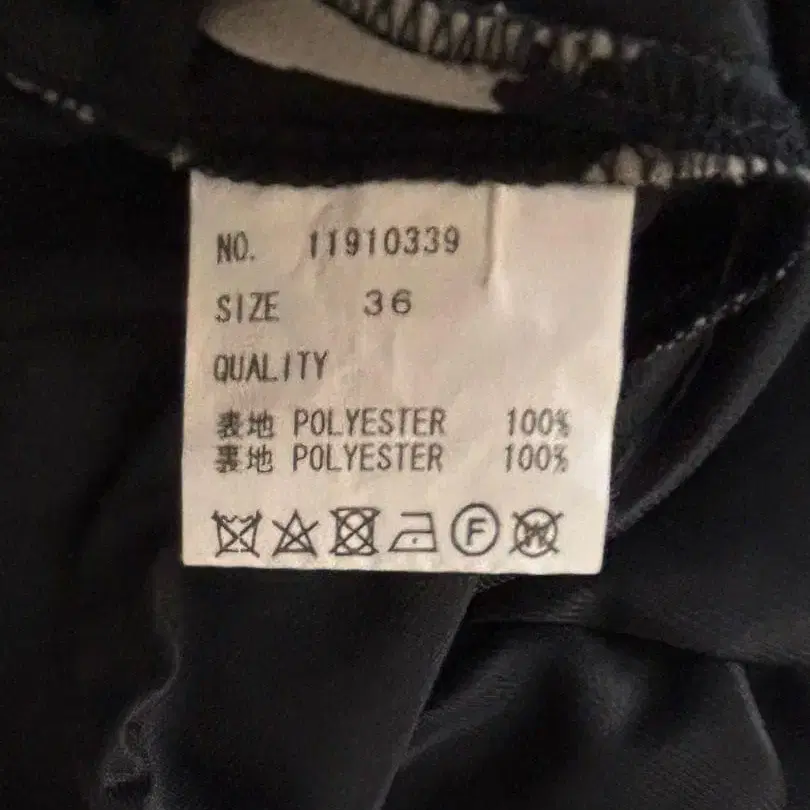 NO. 11910339
SIZE 36
QUALITY
表地 POLYESTER 100%
裏地 POLYESTER 100%
F W